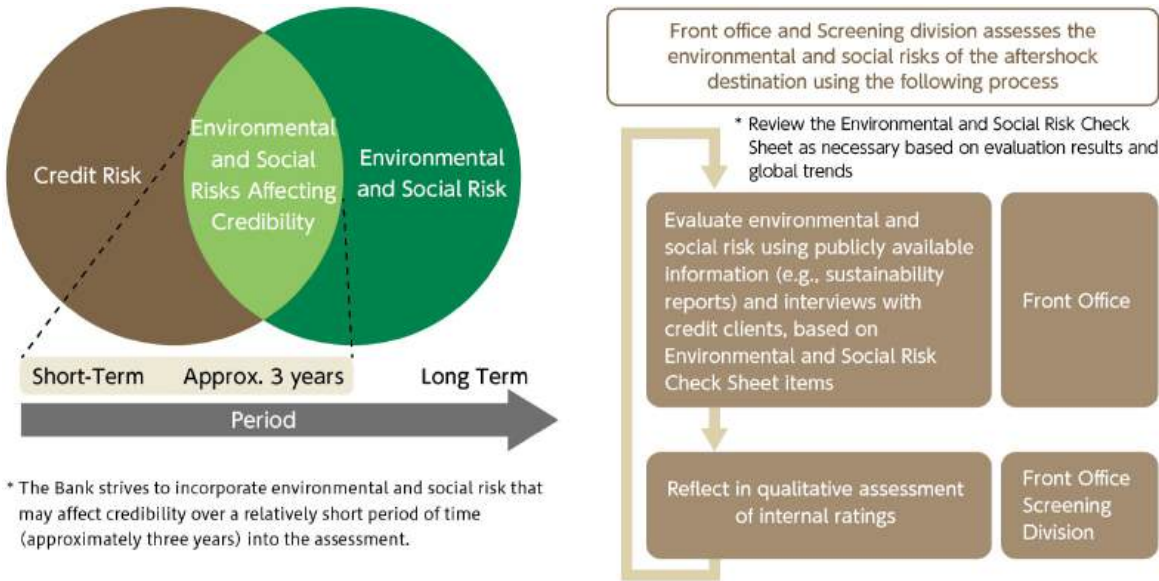 Credit Risk
Environmental
and Social
Risks Affecting
Credibility
Environmental
and Social Risk
Short-Term
Approx. 3 years
Long Term
Period
* The Bank strives to incorporate environmental and social risk that
may affect credibility over a relatively short period of time
(approximately three years) into the assessment.
Front office and Screening division assesses the
environmental and social risks of the aftershock
destination using the following process
* Review the Environmental and Social Risk Check
Sheet as necessary based on evaluation results and
global trends
Evaluate environmental and
social risk using publicly available
information (e.g., sustainability
reports) and interviews with
credit clients, based on
Environmental and Social Risk
Check Sheet items
Front Office
Reflect in qualitative assessment
of internal ratings
Front Office
Screening
Division